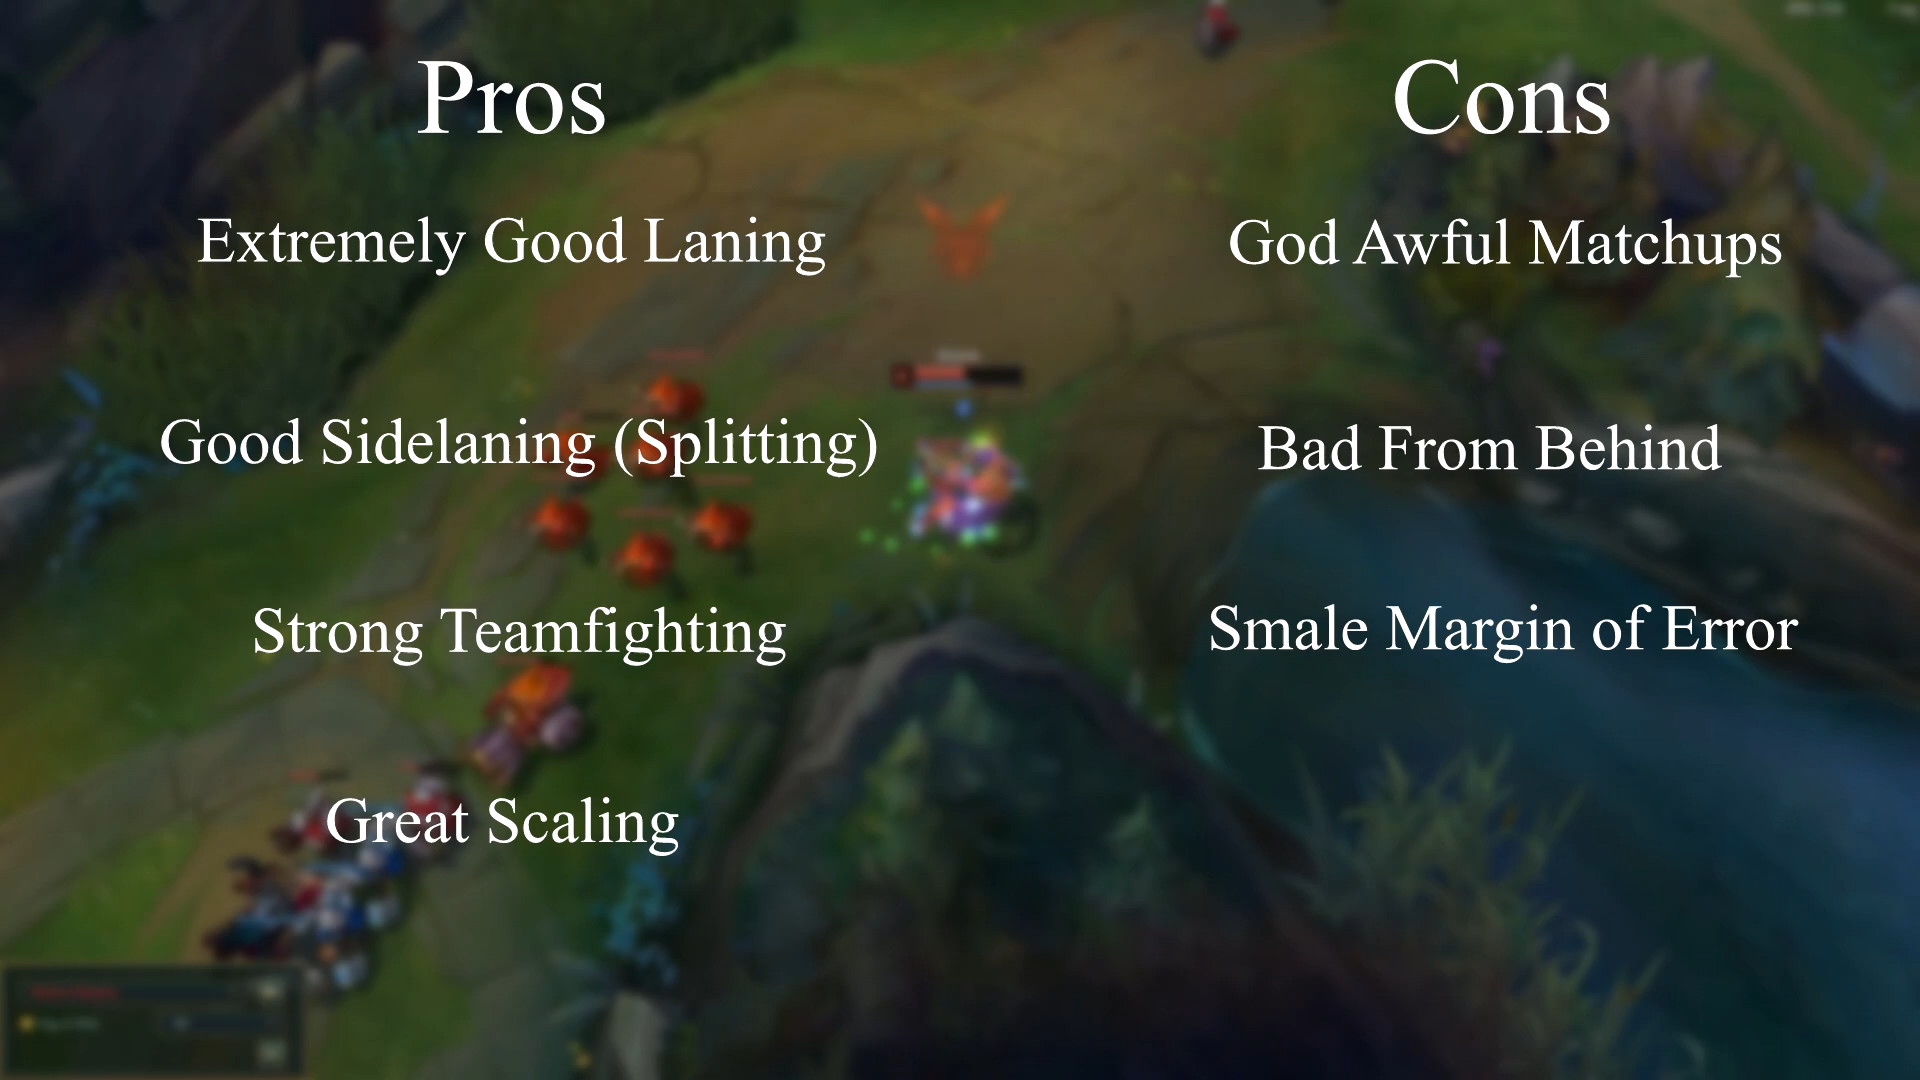 Pros
Cons
Extremely Good Laning
God Awful Matchups
Good Sidelaning (Splitting)
Bad From Behind
Strong Teamfighting
Smale Margin of Error
Great Scaling